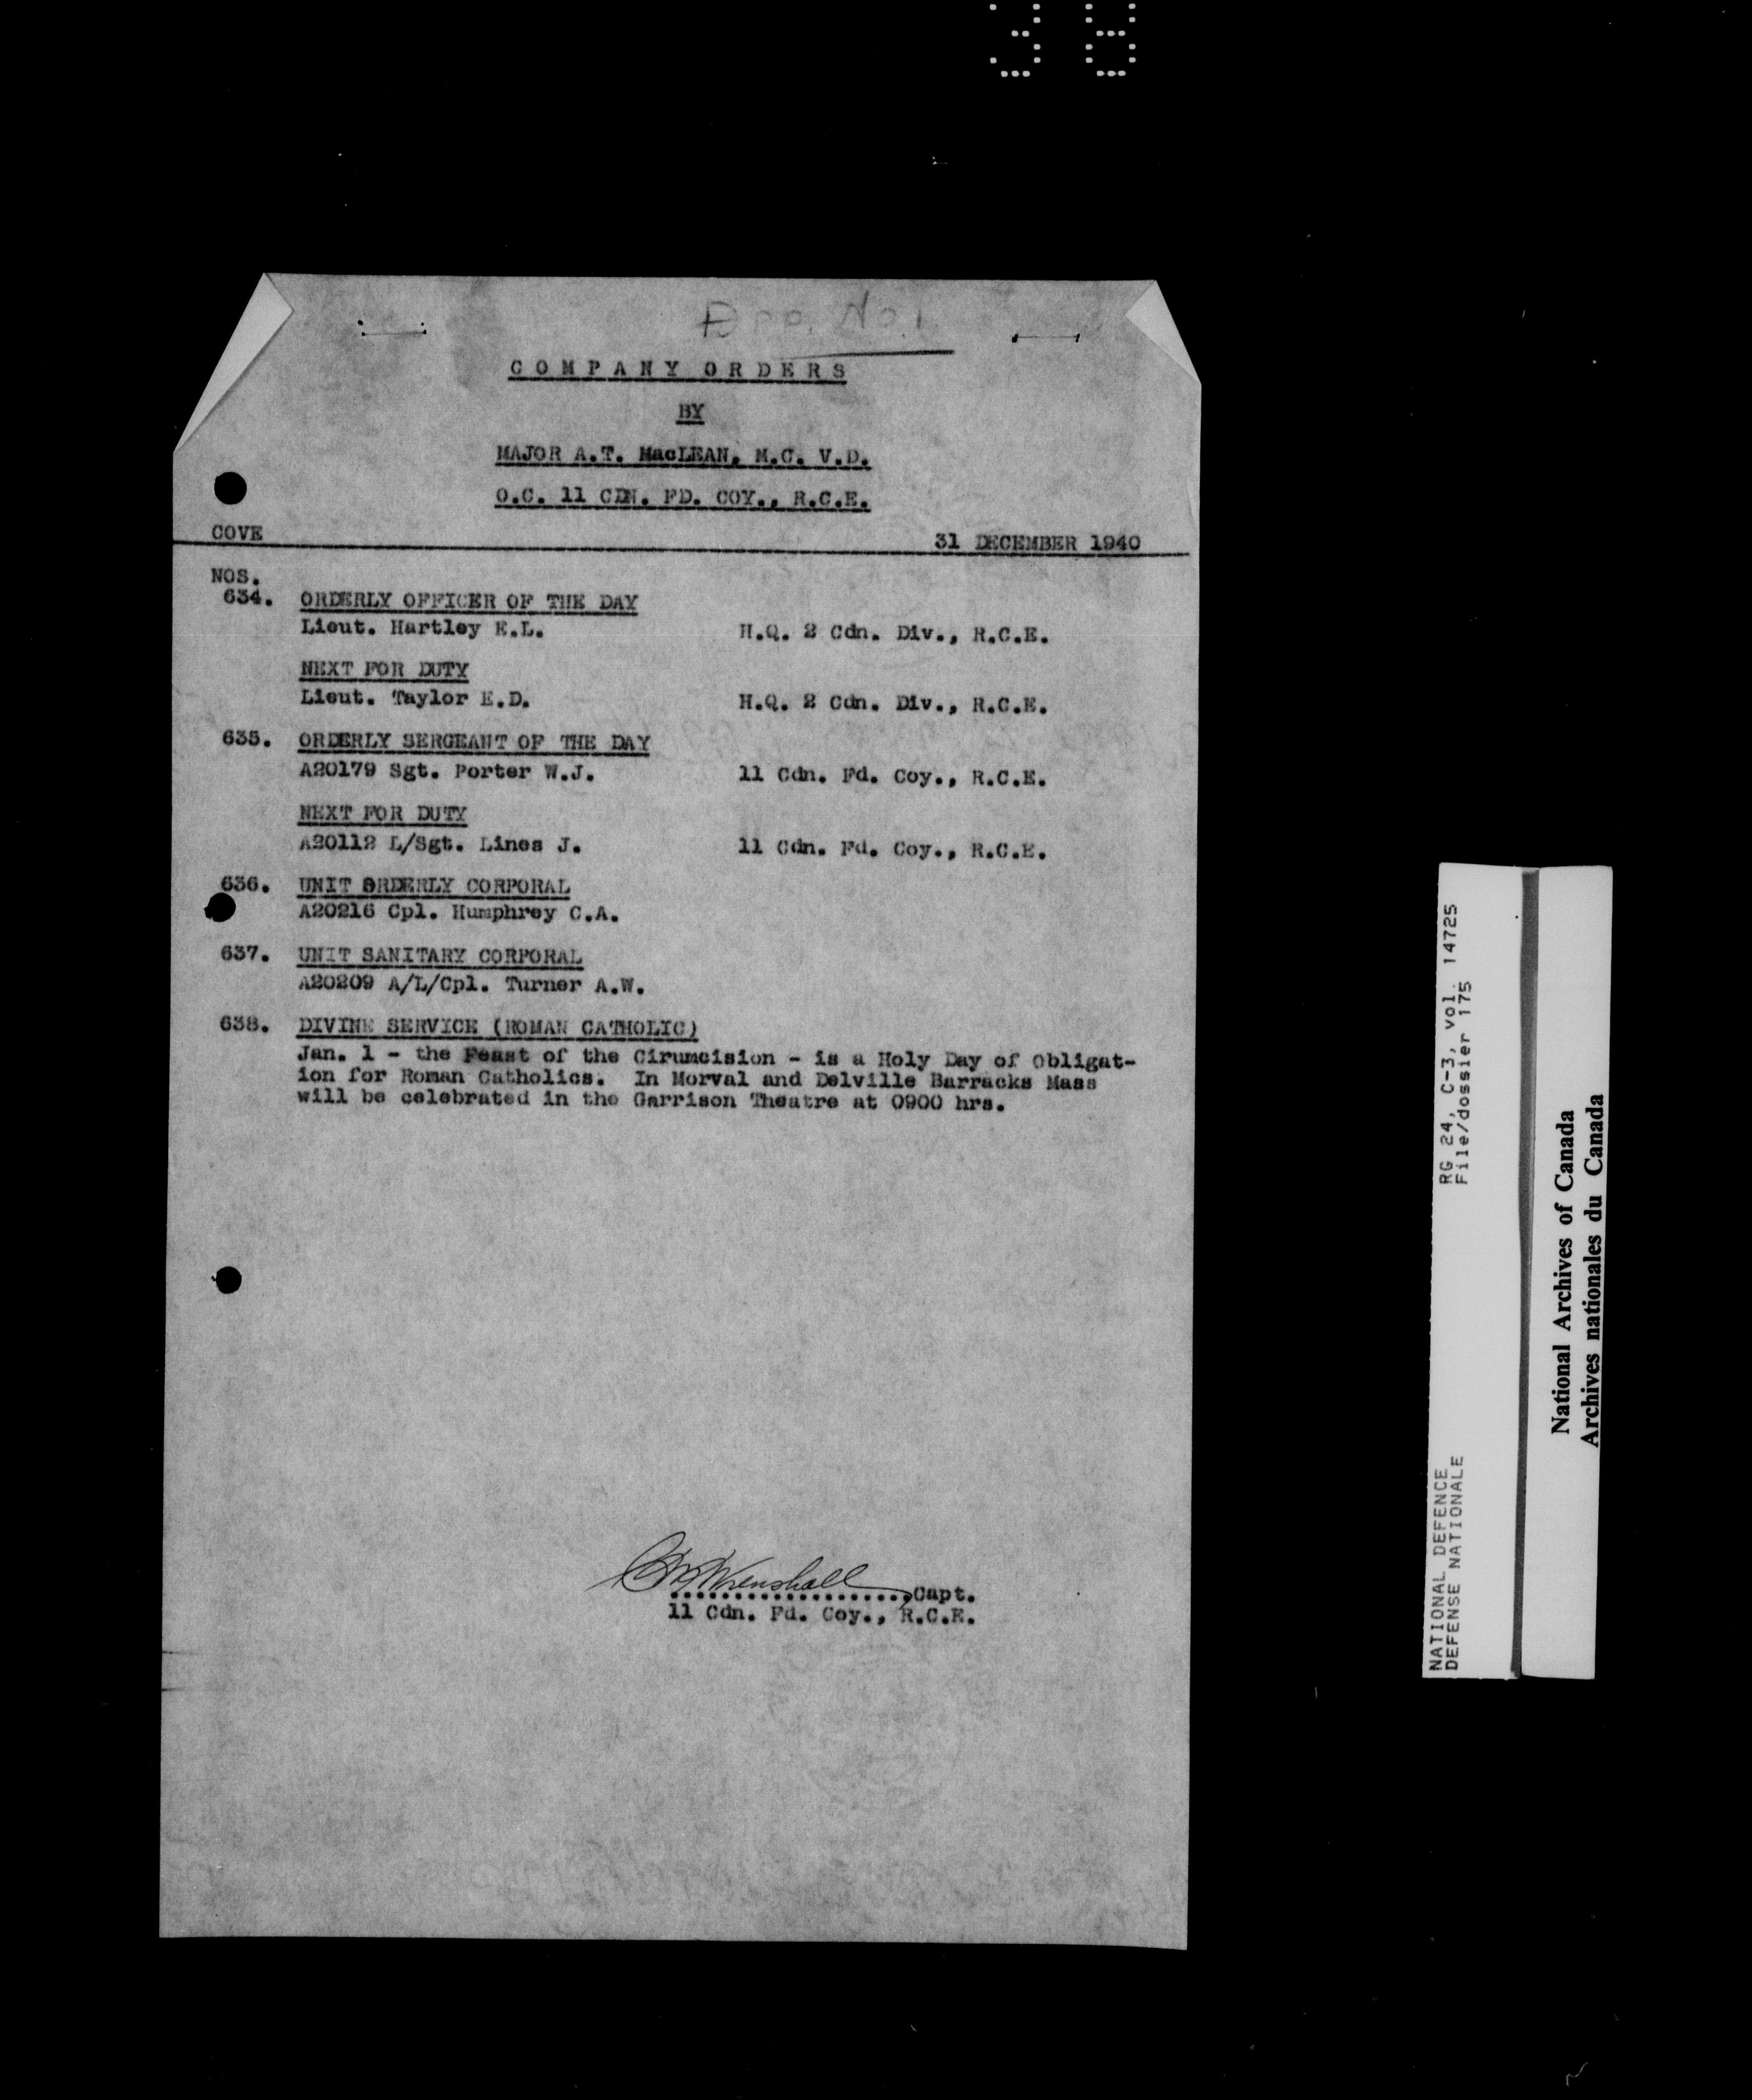 App. No. 1
COMPANY ORDERS
BY
MAJOR A.T. MacLEAN, M.C. V.D.
O.C. 11 CDN. FD. COY., R.C.E.
COVE 31 DECEMBER 1940
NOS.
634. ORDERLY OFFICER OF THE DAY
Lieut. Hartley E.L. H.Q. 2 Cdn. Div., R.C.E.
NEXT FOR DUTY
Lieut. Taylor E.D. H.Q. 2 Cdn. Div., R.C.E.
635. ORDERLY SERGEANT OF THE DAY
A20179 Sgt. Porter W.J. 11 Cdn. Fd. Coy., R.C.E.
NEXT FOR DUTY
A20112 L/Sgt. Lines J. 11 Cdn. Fd. Coy., R.C.E.
636. UNIT ORDERLY CORPORAL
A20216 Cpl. Humphrey C.A.
637. UNIT SANITARY CORPORAL
A20209 A/L/Cpl. Turner A.W.
638. DIVINE SERVICE (ROMAN CATHOLIC)
Jan. 1 - the Feast of the Cirumcision - is a Holy Day of Obligat-
ion for Roman Catholics. In Morval and Delville Barracks Mass
will be celebrated in the Garrison Theatre at 0900 hrs.
Wrenshall
....................,Capt.
11 Cdn. Fd. Coy., R.C.E.
NATIONAL DEFENCE RG 24, C-3, vol. 14725
DEFENSE NATIONALE File/dossier 175
National Archives of Canada
Archives nationales du Canada